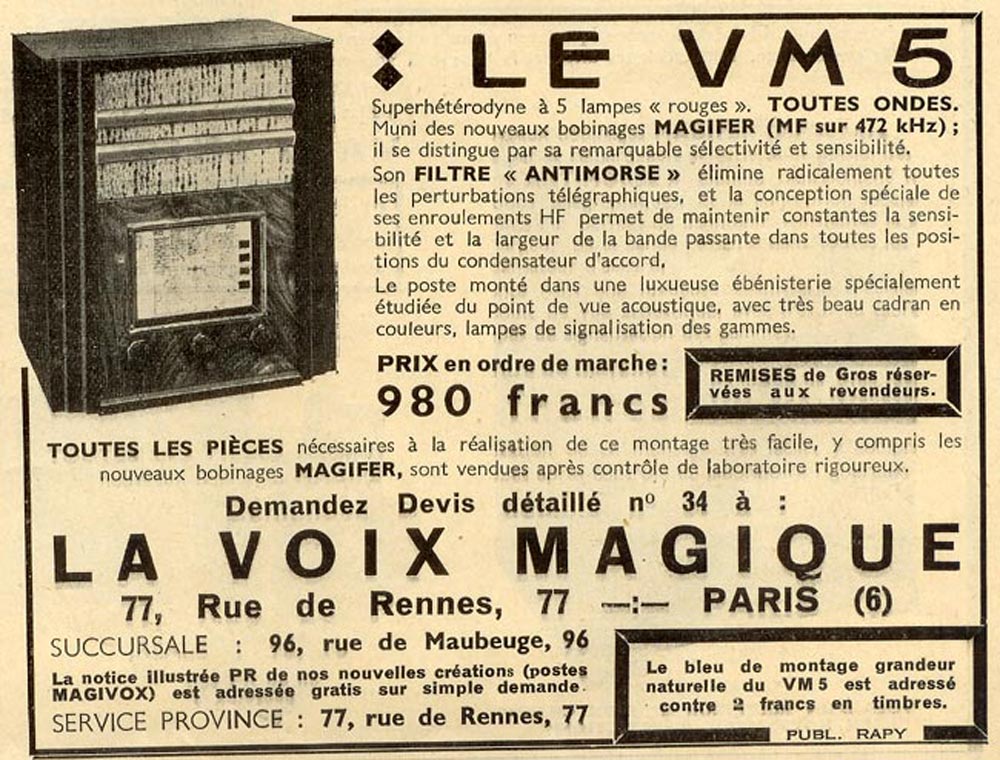 LE VM 5
Superhétérodyne à 5 lampes « rouges ». TOUTES ONDES.
Muni des nouveaux bobinages MAGIFER (MF sur 472 kHz) ;
il se distingue par sa remarquable sélectivité et sensibilité.
Son FILTRE « ANTIMORSE » élimine radicalement toutes
les perturbations télégraphiques, et la conception spéciale de
ses enroulements HF permet de maintenir constantes la sensi-
bilité et la largeur de la bande passante dans toutes les posi-
tions du condensateur d'accord,
Le poste monté dans une luxueuse ébénisterie spécialement
étudiée du point de vue acoustique, avec très beau cadran en
couleurs, lampes de signalisation des gammes.
PRIX en ordre de marche :
980 francs
REMISES de Gros réser-
vées aux revendeurs.
TOUTES LES PIÈCES nécessaires à la réalisation de ce montage très facile, y compris les
nouveaux bobinages MAGIFER, sont vendues après contrôle de laboratoire rigoureux.
Demandez Devis détaillé nº 34 à :
LA VOIX MAGIQUE
77, Rue de Rennes, 77 —:— PARIS (6)
SUCCURSALE : 96, rue de Maubeuge, 96
La notice illustrée PR de nos nouvelles créations (postes
MAGIVOX) est adressée gratis sur simple demande.
SERVICE PROVINCE : 77, rue de Rennes, 77
Le bleu de montage grandeur
naturelle du VM 5 est adressé
contre 2 francs en timbres.
PUBL. RAPY